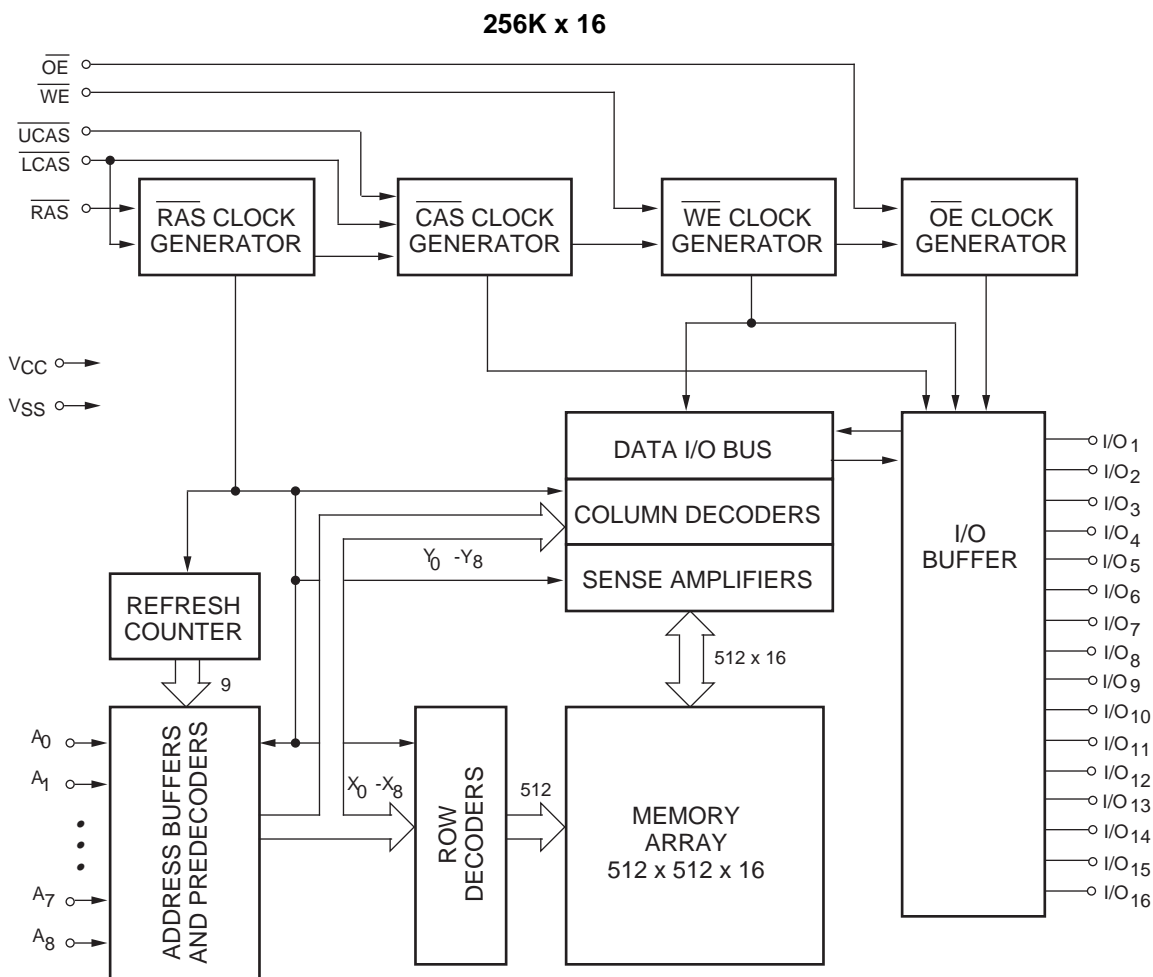 256K x 16
OE
WE
UCAS
LCAS
RAS
RAS CLOCK
GENERATOR
CAS CLOCK
GENERATOR
WE CLOCK
GENERATOR
OE CLOCK
GENERATOR
VCC
VSS
DATA I/O BUS
COLUMN DECODERS
SENSE AMPLIFIERS
Y0 -Y8
I/O
BUFFER
I/O1
I/O2
I/O3
I/O4
I/O5
I/O6
I/O7
I/O8
I/O9
I/O10
I/O11
I/O12
I/O13
I/O14
I/O15
I/O16
REFRESH
COUNTER
9
512 x 16
A0
A1
A7
A8
ADDRESS BUFFERS
AND PREDECODERS
X0 -X8
ROW
DECODERS
512
MEMORY
ARRAY
512 x 512 x 16